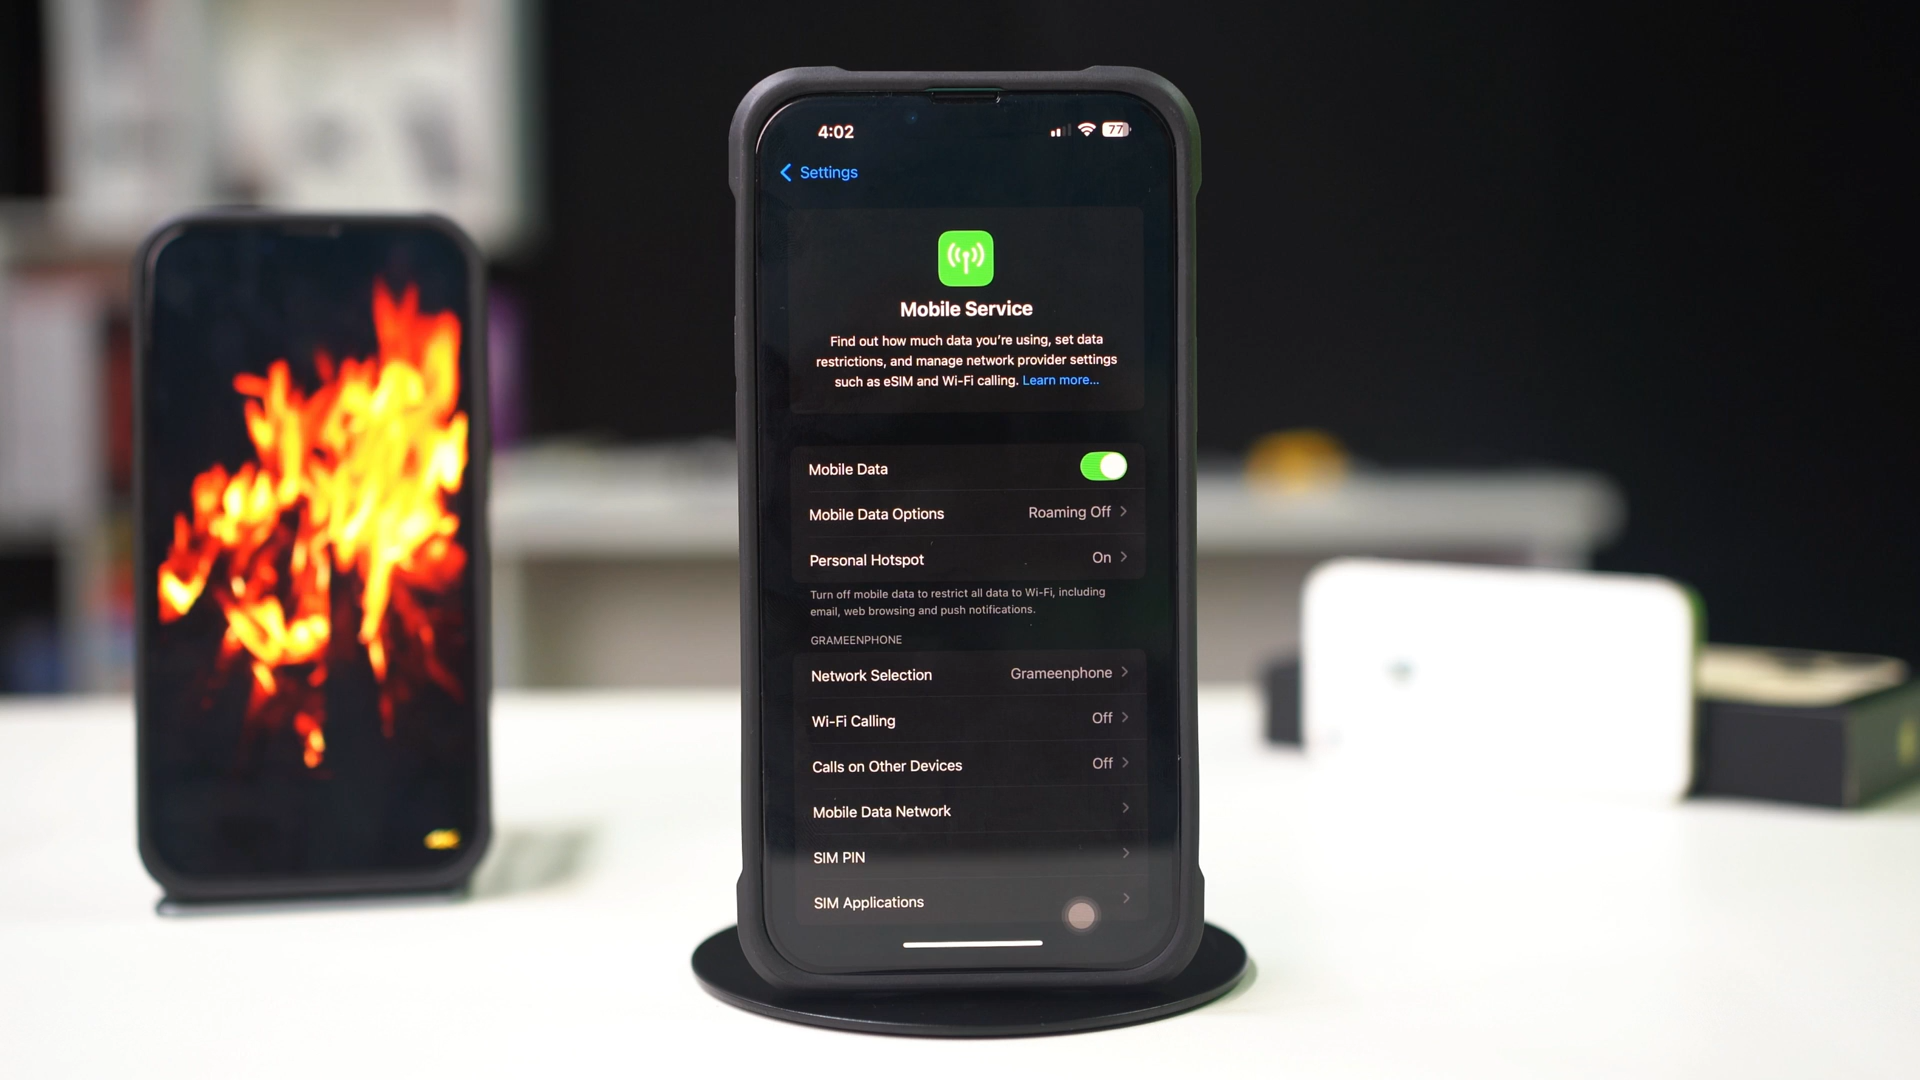 4:02
77
Settings
Mobile Service
Find out how much data you're using, set data
restrictions, and manage network provider settings
such as eSIM and Wi-Fi calling. Learn more...
Mobile Data
Mobile Data Options Roaming Off
Personal Hotspot On
Turn off mobile data to restrict all data to Wi-Fi, including
email, web browsing and push notifications.
GRAMEENPHONE
Network Selection Grameenphone
Wi-Fi Calling Off
Calls on Other Devices Off
Mobile Data Network
SIM PIN
SIM Applications